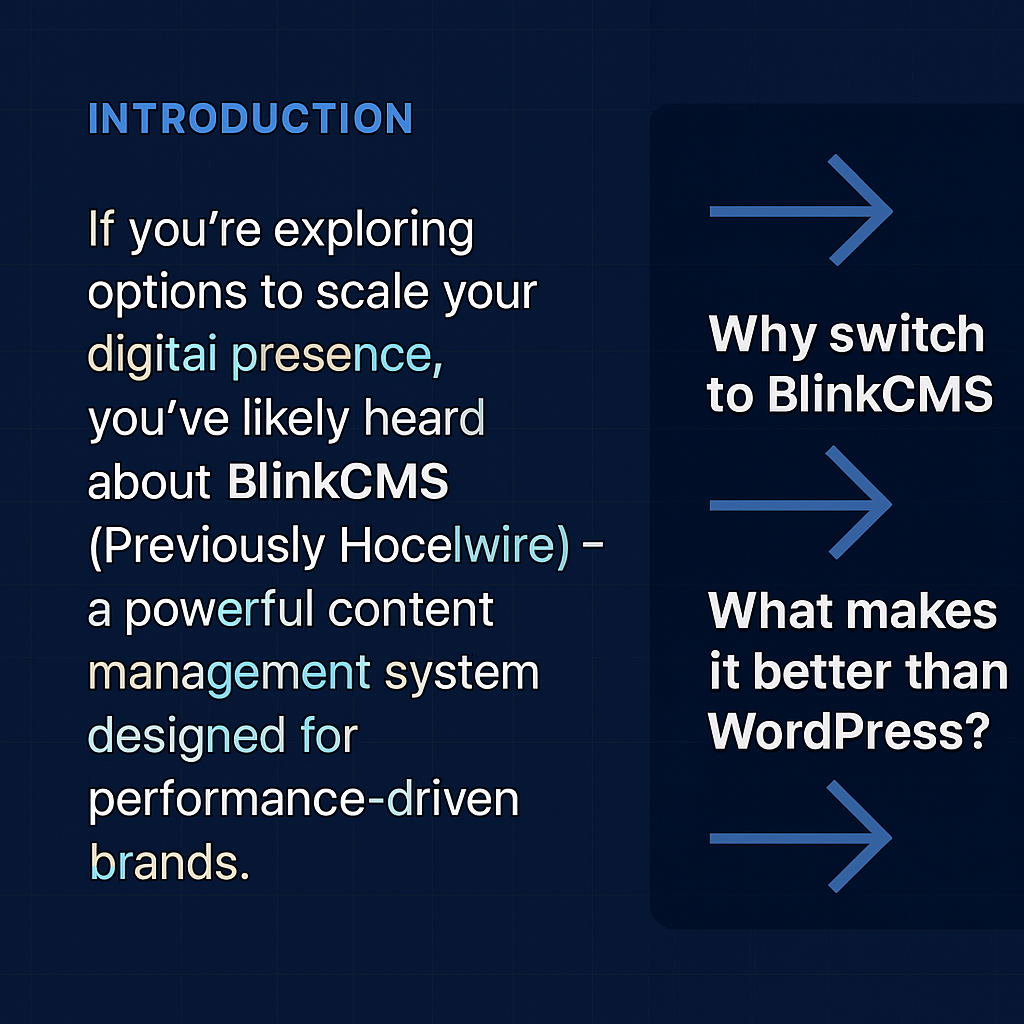 INTRODUCTION
If you’re exploring
options to scale your
digitai presence,
you’ve likely heard
about BlinkCMS
(Previously Hocelwire) –
a powerful content
management system
designed for
performance-driven
brands.
Why switch
to BlinkCMS
What makes
it better than
WordPress?